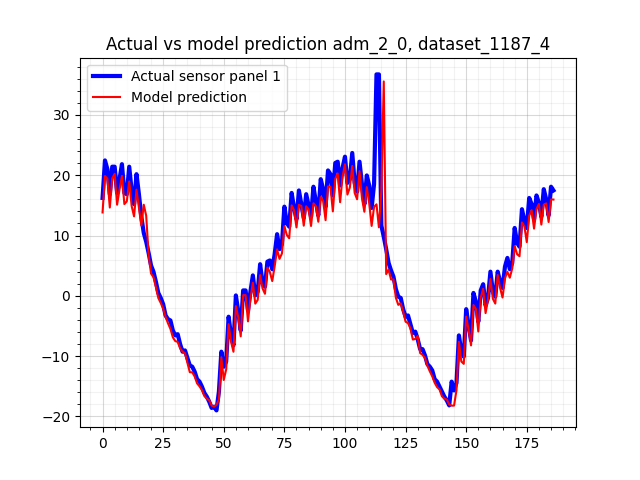 Actual vs model prediction adm_2_0, dataset_1187_4
Actual sensor panel 1
Model prediction
30
20
10
0
−10
−20
0 25 50 75 100 125 150 175